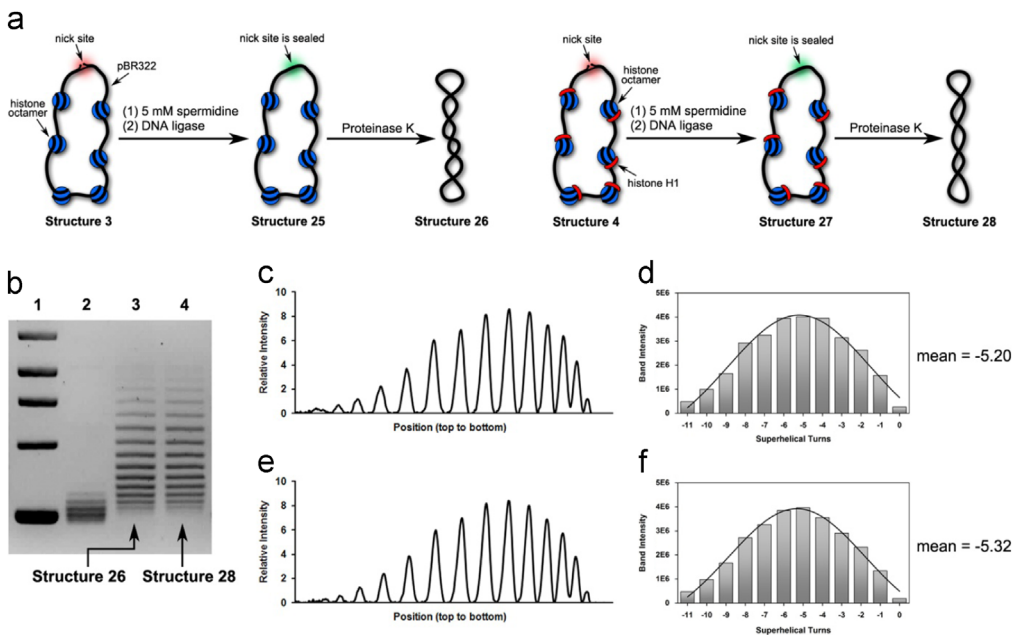 a
nick site
pBR322
histone
octamer
Structure 3
(1) 5 mM spermidine
(2) DNA ligase
nick site is sealed
Structure 25
Proteinase K
Structure 26
nick site
histone
octamer
histone H1
Structure 4
(1) 5 mM spermidine
(2) DNA ligase
nick site is sealed
Structure 27
Proteinase K
Structure 28
b
1 2 3 4
Structure 26 Structure 28
c
Relative Intensity
10
8
6
4
2
0
Position (top to bottom)
d
Band Intensity
5E6
4E6
3E6
2E6
1E6
0
-11 -10 -9 -8 -7 -6 -5 -4 -3 -2 -1 0
Superhelical Turns
mean = -5.20
e
Relative Intensity
10
8
6
4
2
0
Position (top to bottom)
f
Band Intensity
5E6
4E6
3E6
2E6
1E6
0
-11 -10 -9 -8 -7 -6 -5 -4 -3 -2 -1 0
Superhelical Turns
mean = -5.32